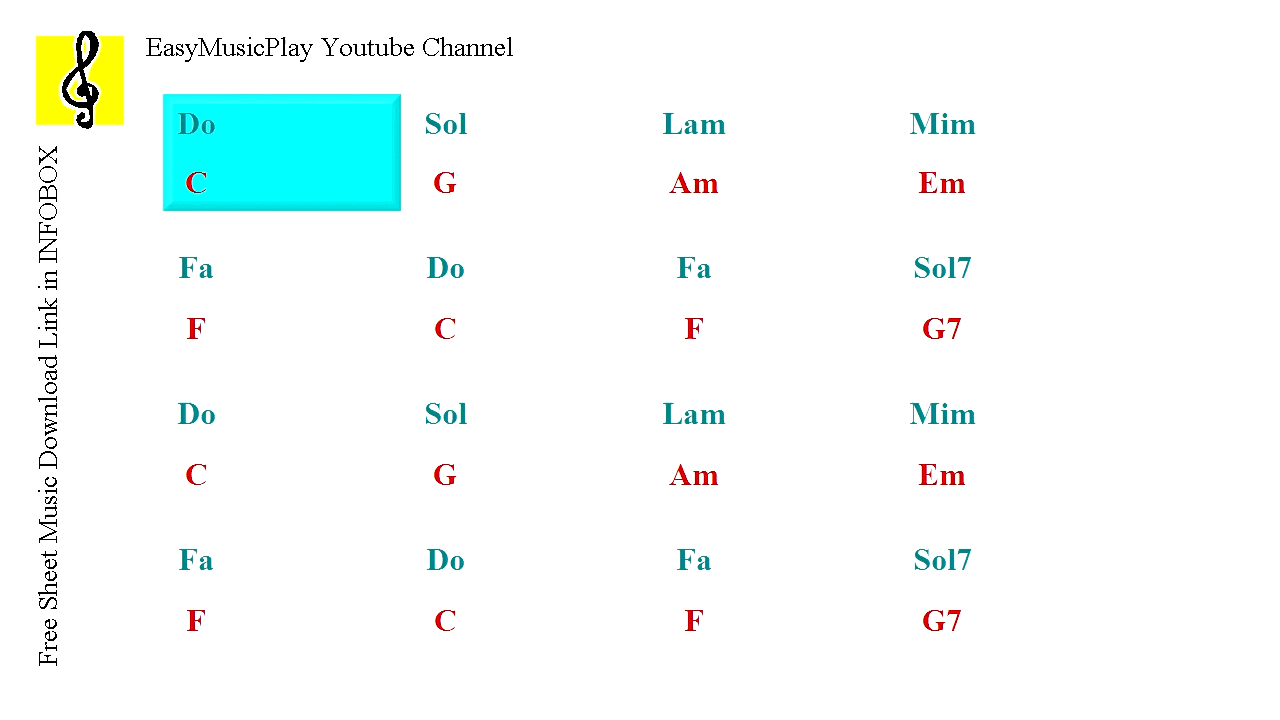 EasyMusicPlay Youtube Channel
Free Sheet Music Download Link in INFOBOX
Do Sol Lam Mim
C G Am Em
Fa Do Fa Sol7
F C F G7
Do Sol Lam Mim
C G Am Em
Fa Do Fa Sol7
F C F G7